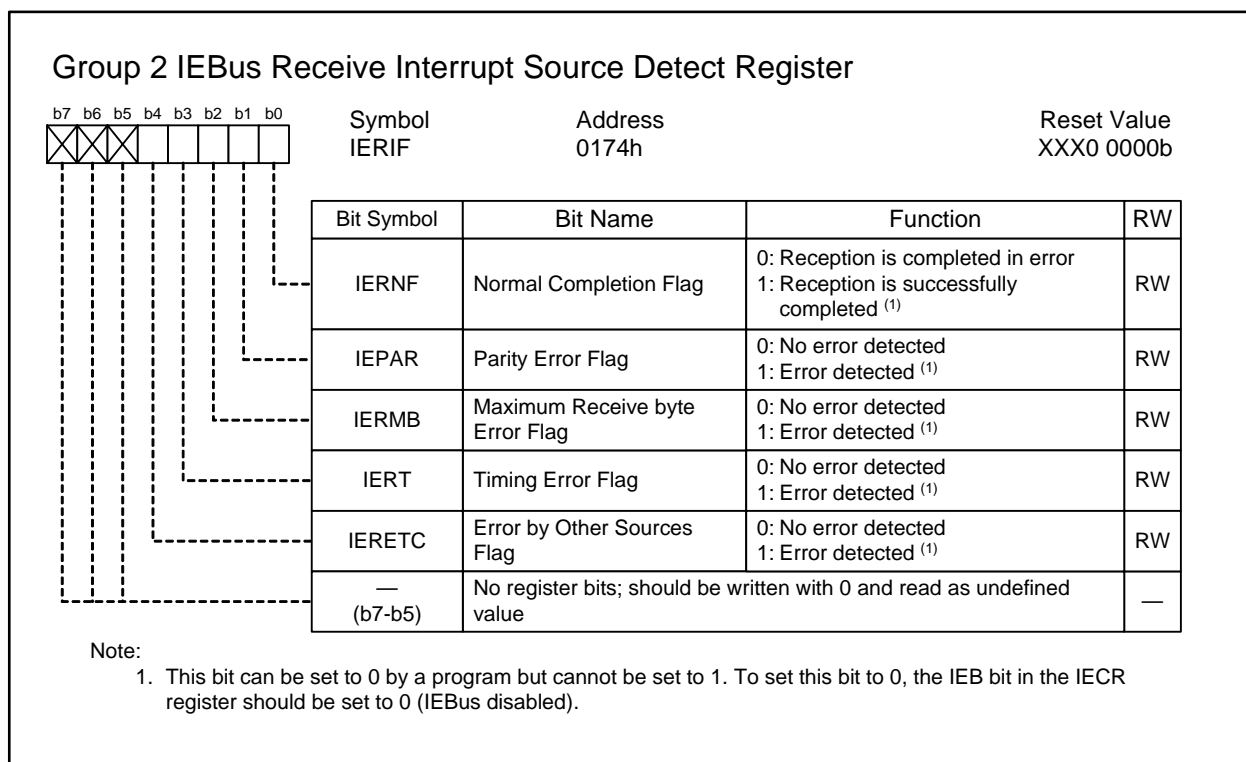 Group 2 IEBus Receive Interrupt Source Detect Register
b7 b6 b5 b4 b3 b2 b1 b0
Symbol Address Reset Value
IERIF 0174h XXX0 0000b
Bit Symbol Bit Name Function RW
IERNF Normal Completion Flag 0: Reception is completed in error RW
1: Reception is successfully
completed (1)
IEPAR Parity Error Flag 0: No error detected RW
1: Error detected (1)
IERMB Maximum Receive byte 0: No error detected RW
Error Flag 1: Error detected (1)
IERT Timing Error Flag 0: No error detected RW
1: Error detected (1)
IERETC Error by Other Sources 0: No error detected RW
Flag 1: Error detected (1)
— No register bits; should be written with 0 and read as undefined —
(b7-b5) value
Note:
1. This bit can be set to 0 by a program but cannot be set to 1. To set this bit to 0, the IEB bit in the IECR
register should be set to 0 (IEBus disabled).